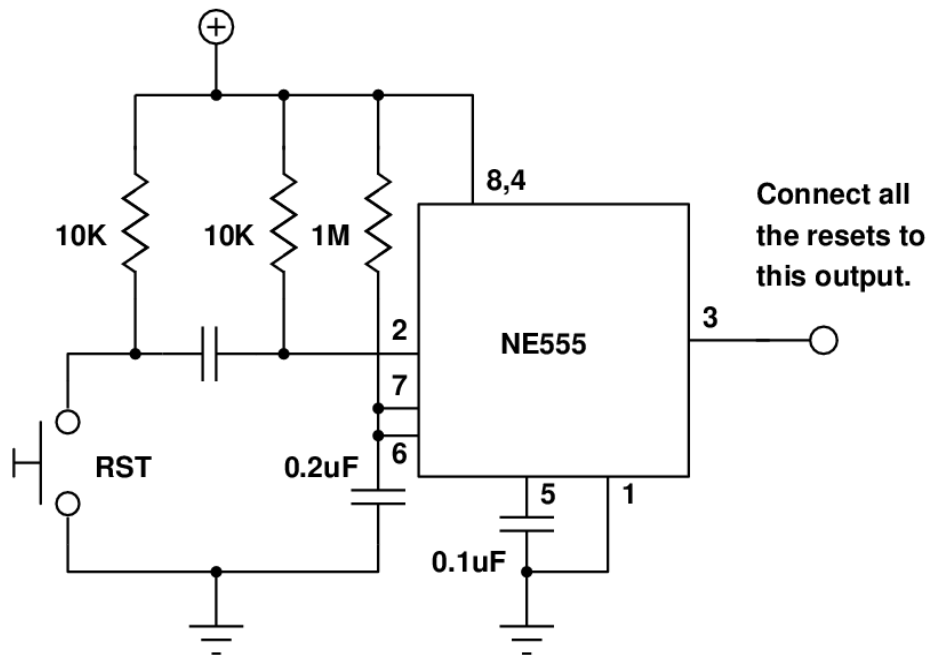 8,4
Connect all
the resets to
this output.
10K
10K
1M
2
NE555
3
7
6
RST
0.2uF
5
1
0.1uF